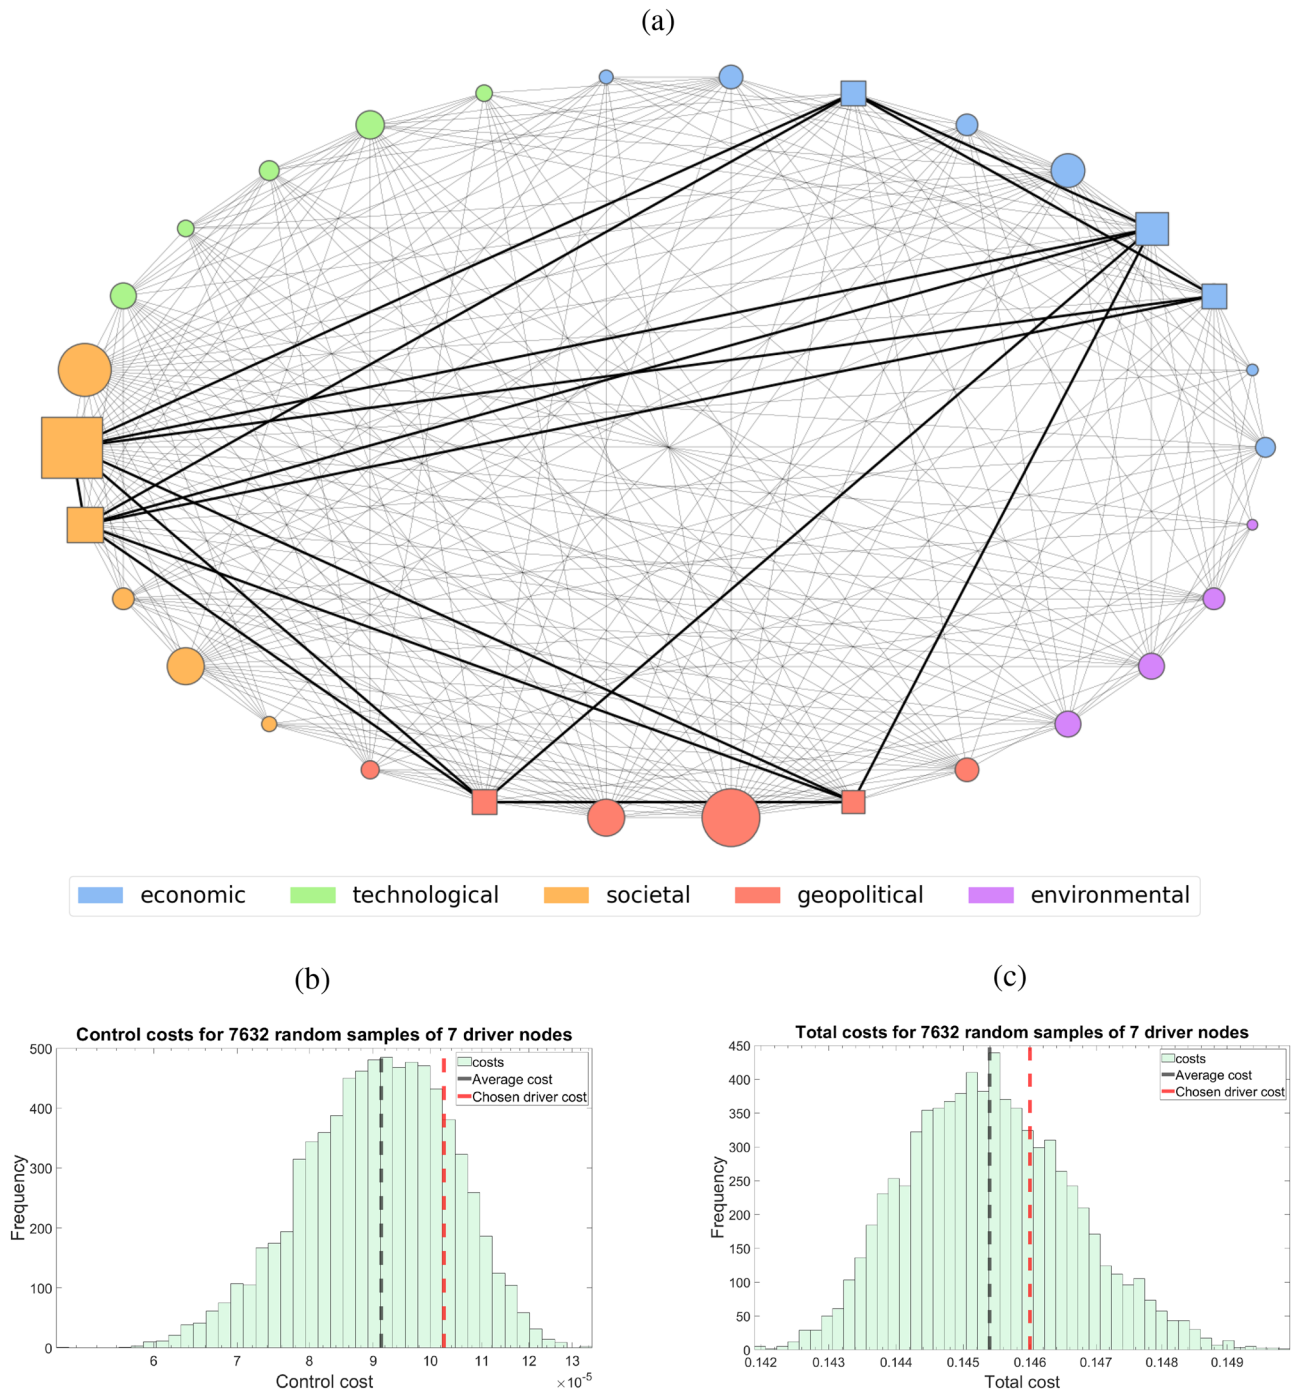 (a)
economic technological societal geopolitical environmental
(b)
(c)
Control costs for 7632 random samples of 7 driver nodes
500
400
300
200
100
0
Frequency
costs
Average cost
Chosen driver cost
6 7 8 9 10 11 12 13
Control cost
×10-5
Total costs for 7632 random samples of 7 driver nodes
450
400
350
300
250
200
150
100
50
0
Frequency
costs
Average cost
Chosen driver cost
0.142 0.143 0.144 0.145 0.146 0.147 0.148 0.149
Total cost